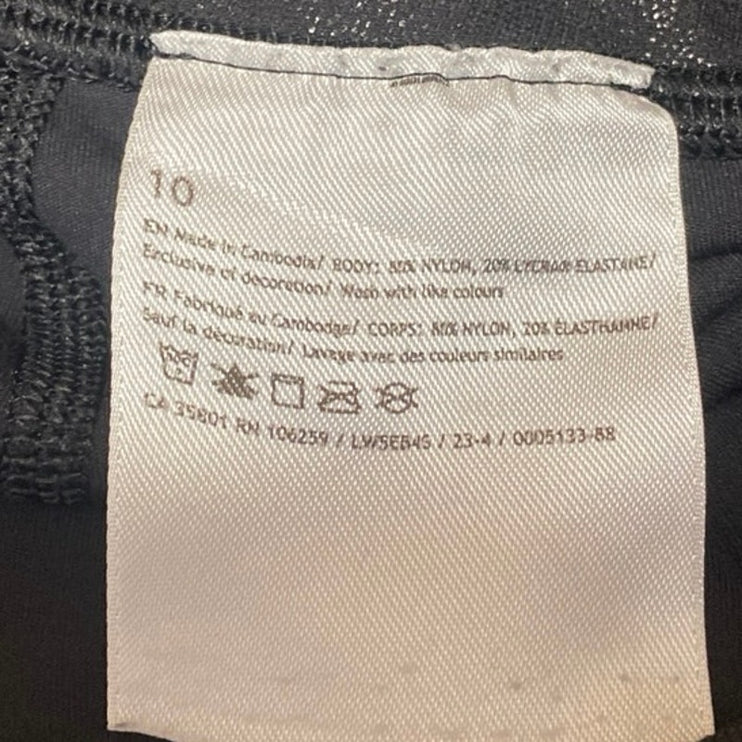 10
EN Made in Cambodia/ BODY: 80% NYLON, 20% LYCRA® ELASTANE/
Exclusive of decoration/ Wash with like colours
FR Fabriqué au Cambodge/ CORPS: 80% NYLON, 20% ÉLASTHANNE/
Sauf la décoration/ Lavage avec des couleurs similaires
CA 35801 RN 106259 / LW5EB4S / 23-4 / 0005133-88